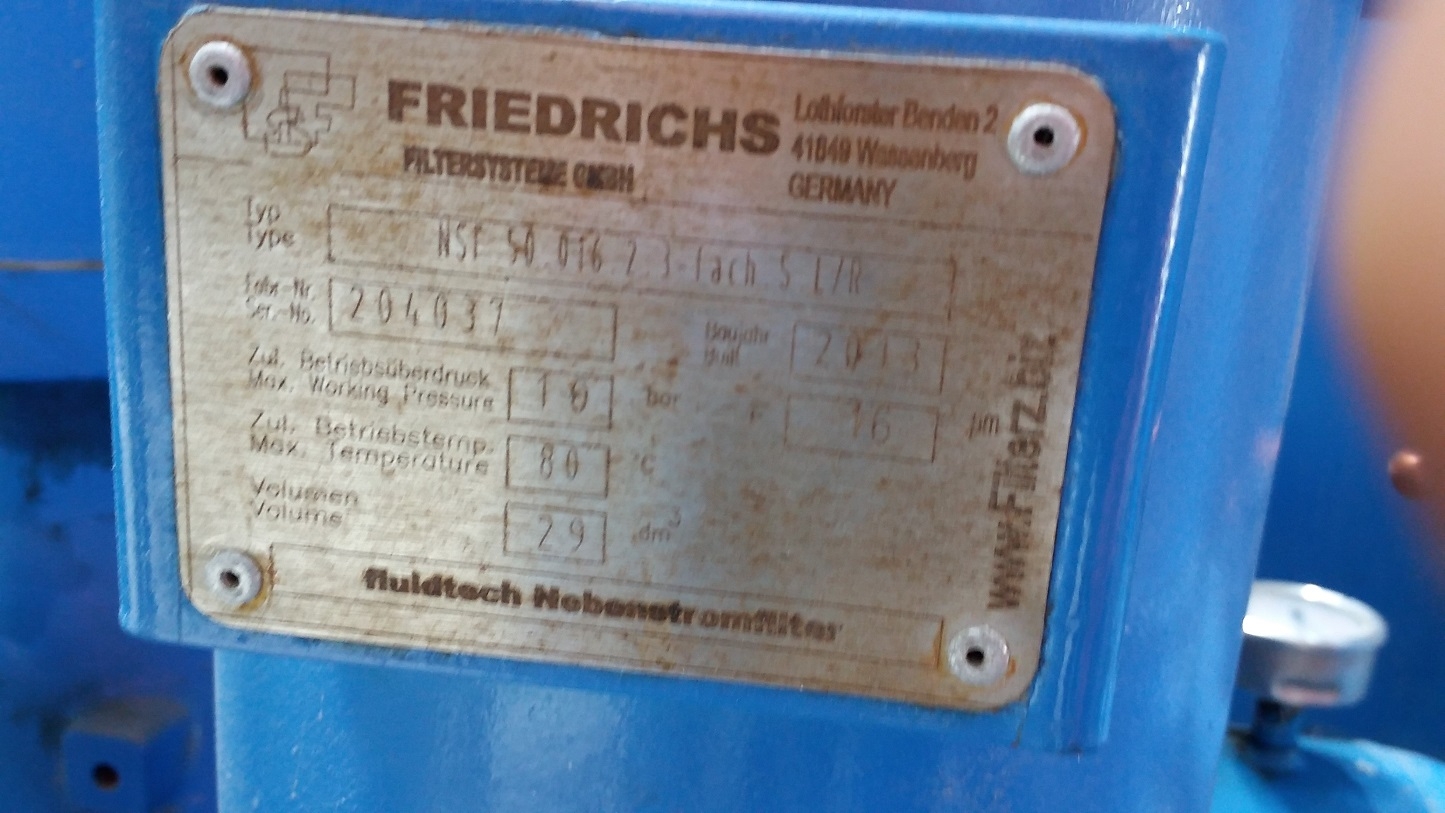 FRIEDRICHS
FILTERSYSTEME GMBH
Lothforster Benden 2
41849 Wassenberg
GERMANY
Typ
Type
NSF 50.016.2 3-fach S L/R
Fabr.-Nr.
Ser.-No.
204037
Baujahr
Built
2013
Zul. Betriebsüberdruck
Max. Working Pressure
10 bar
F 16 µm
Zul. Betriebstemp.
Max. Temperature
80 °C
Volumen
Volume
29 dm³
fluidtech Nebenstromfilter
www.Filterz.biz